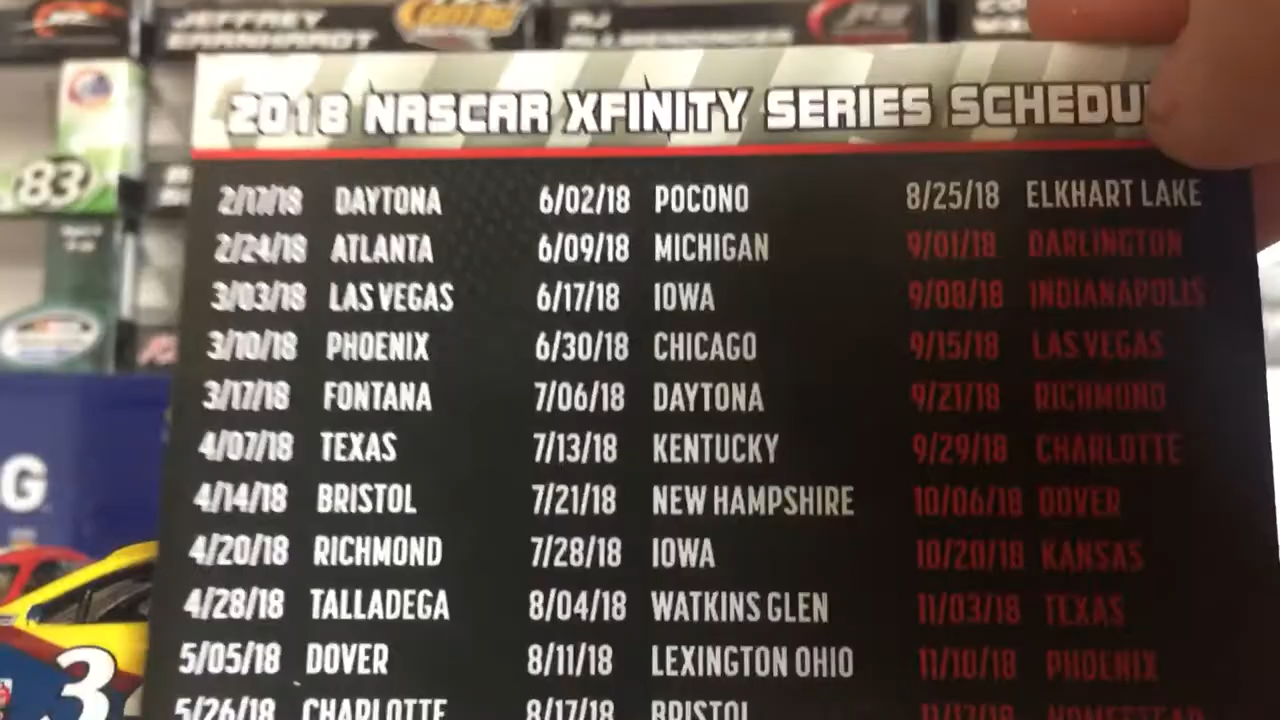 JEFFREY
EARNHARDT
2018 NASCAR XFINITY SERIES SCHEDU
83
2/17/18 DAYTONA
2/24/18 ATLANTA
3/03/18 LAS VEGAS
3/10/18 PHOENIX
3/17/18 FONTANA
4/07/18 TEXAS
4/14/18 BRISTOL
4/20/18 RICHMOND
4/28/18 TALLADEGA
5/05/18 DOVER
5/26/18 CHARLOTTE
6/02/18 POCONO
6/09/18 MICHIGAN
6/17/18 IOWA
6/30/18 CHICAGO
7/06/18 DAYTONA
7/13/18 KENTUCKY
7/21/18 NEW HAMPSHIRE
7/28/18 IOWA
8/04/18 WATKINS GLEN
8/11/18 LEXINGTON OHIO
8/17/18 BRISTOL
8/25/18 ELKHART LAKE
9/01/18 DARLINGTON
9/08/18 INDIANAPOLIS
9/15/18 LAS VEGAS
9/21/18 RICHMOND
9/29/18 CHARLOTTE
10/06/18 DOVER
10/20/18 KANSAS
11/03/18 TEXAS
11/10/18 PHOENIX
11/17/18 HOMESTEAD
G
3